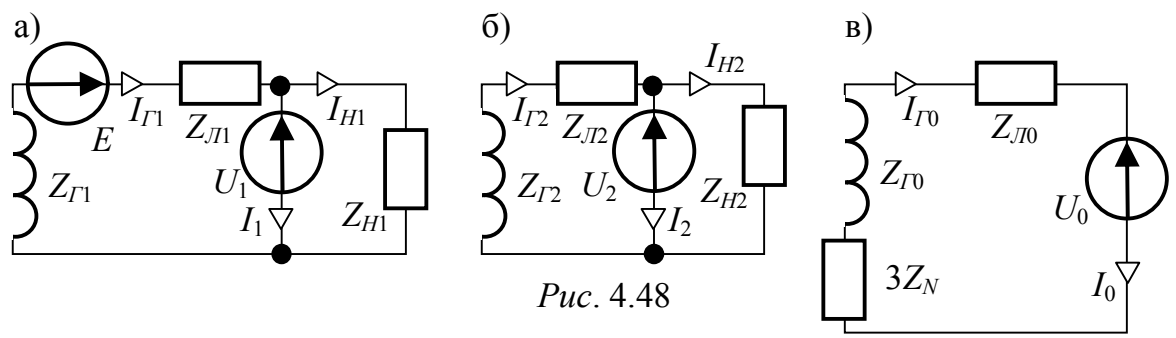 а)
E
I_Г1
Z_Л1
I_Н1
Z_Г1
U_1
I_1
Z_Н1
б)
I_Г2
Z_Л2
I_Н2
Z_Г2
U_2
I_2
Z_Н2
в)
I_Г0
Z_Л0
Z_Г0
U_0
3Z_N
I_0
Рис. 4.48